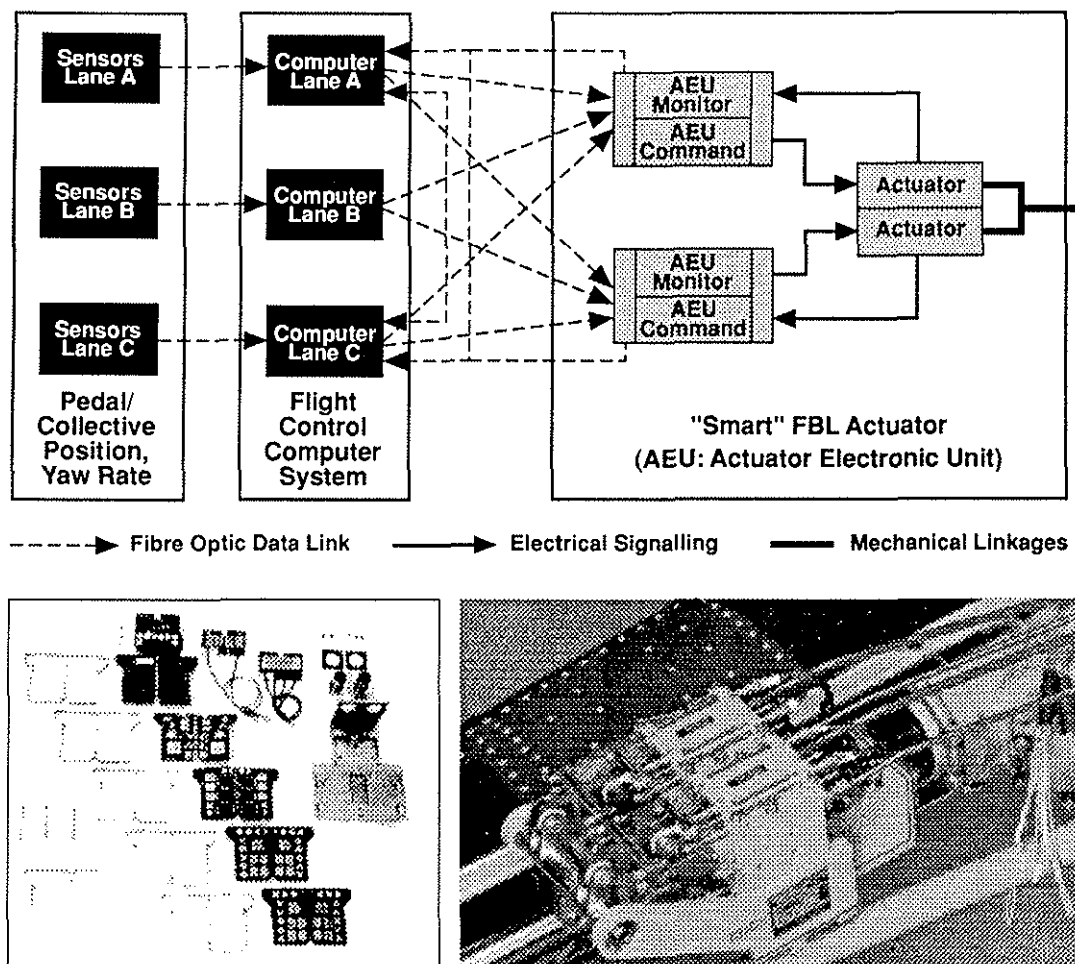 Sensors
Lane A
Computer
Lane A
AEU
Monitor
AEU
Command
Sensors
Lane B
Computer
Lane B
Actuator
Actuator
AEU
Monitor
AEU
Command
Sensors
Lane C
Computer
Lane C
Pedal/
Collective
Position,
Yaw Rate
Flight
Control
Computer
System
"Smart" FBL Actuator
(AEU: Actuator Electronic Unit)
Fibre Optic Data Link
Electrical Signalling
Mechanical Linkages